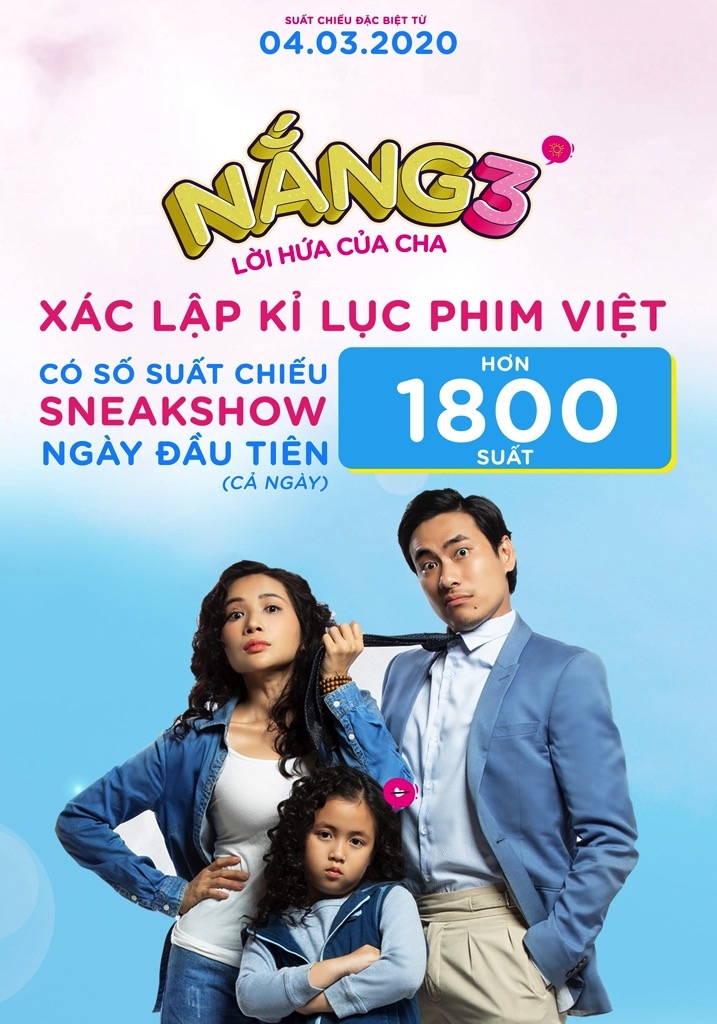 SUẤT CHIẾU ĐẶC BIỆT TỪ
04.03.2020
NẮNG3
LỜI HỨA CỦA CHA
XÁC LẬP KỈ LỤC PHIM VIỆT
CÓ SỐ SUẤT CHIẾU
SNEAKSHOW
NGÀY ĐẦU TIÊN
(CẢ NGÀY)
HƠN
1800
SUẤT